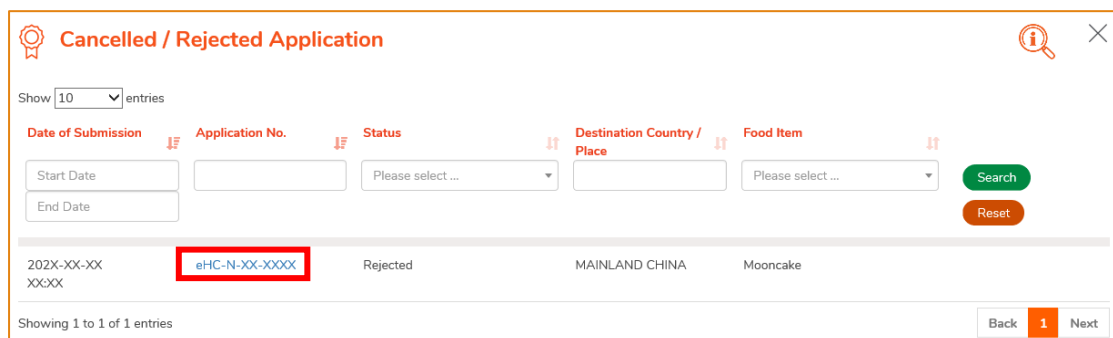 Cancelled / Rejected Application
Show 10 entries
Date of Submission Application No. Status Destination Country / Place Food Item
Start Date Please select ... Please select ... Search
End Date Reset
202X-XX-XX XX:XX eHC-N-XX-XXXX Rejected MAINLAND CHINA Mooncake
Showing 1 to 1 of 1 entries Back 1 Next